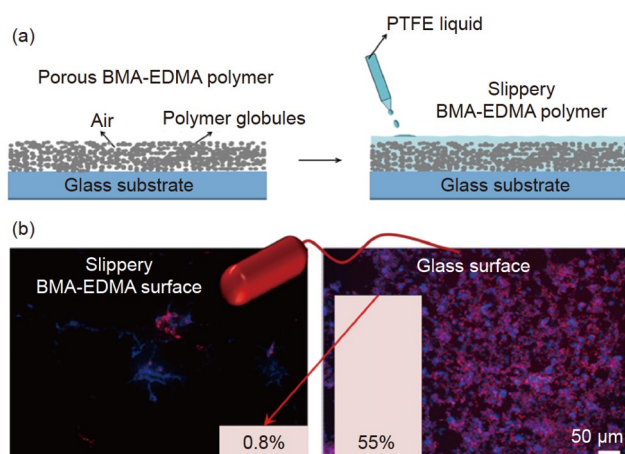 (a)
PTFE liquid
Porous BMA-EDMA polymer
Slippery
BMA-EDMA polymer
Air
Polymer globules
Glass substrate
Glass substrate
(b)
Slippery
BMA-EDMA surface
Glass surface
0.8%
55%
50 μm